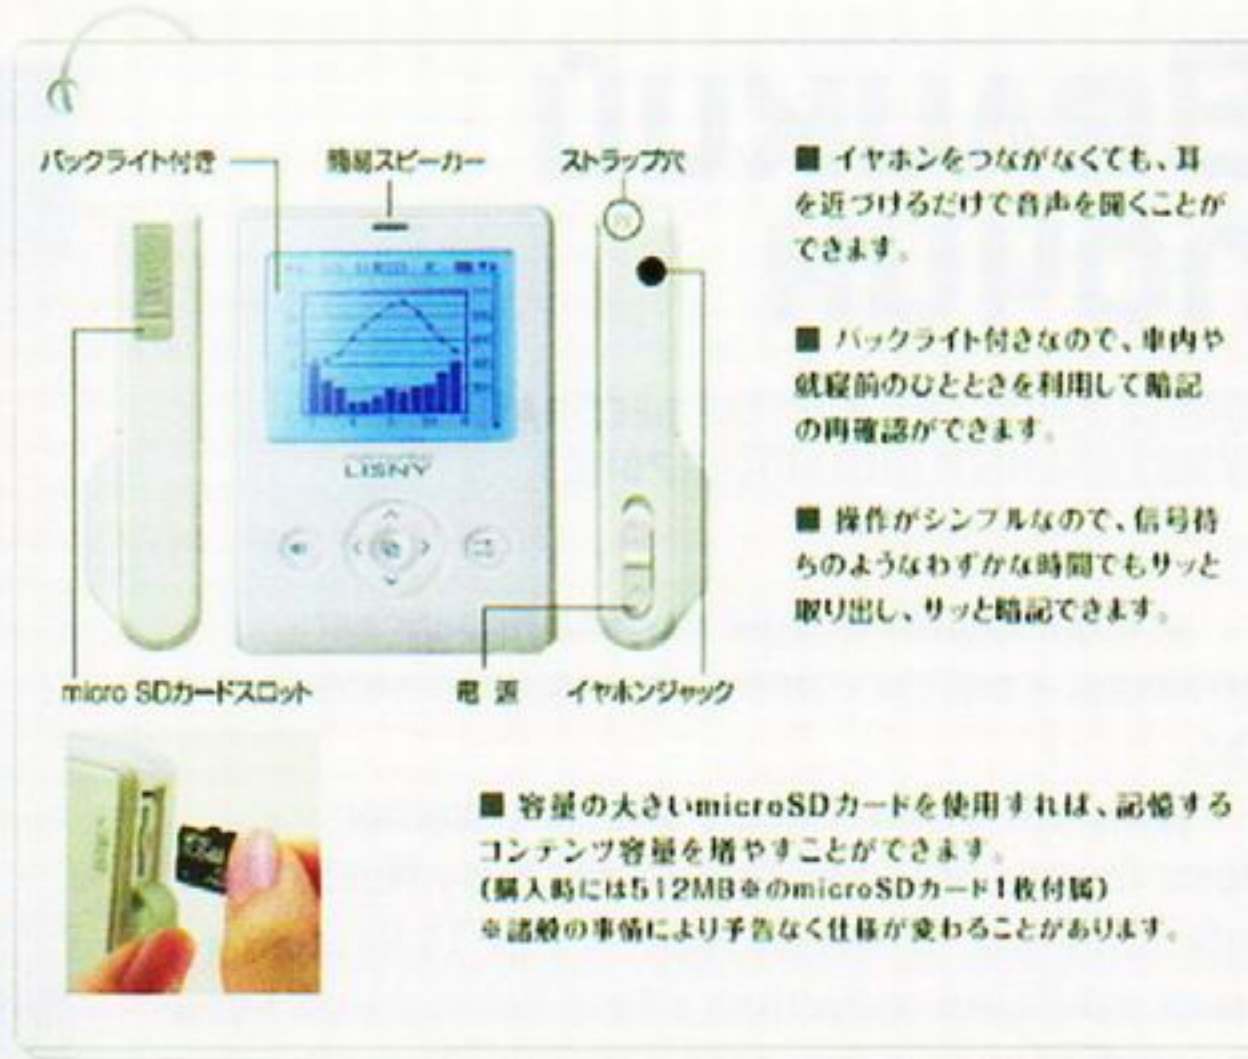 バックライト付き
簡易スピーカー
ストラップ穴
LISNY
micro SDカードスロット
電源
イヤホンジャック
■ イヤホンをつながなくても、耳
を近づけるだけで音声を聞くことが
できます。
■ バックライト付きなので、車内や
就寝前のひとときを利用して暗記
の再確認ができます。
■ 操作がシンプルなので、信号待
ちのようなわずかな時間でもサッと
取り出し、サッと暗記できます。
■ 容量の大きいmicroSDカードを使用すれば、記憶する
コンテンツ容量を増やすことができます。
(購入時には512MB※のmicroSDカード1枚付属)
※諸般の事情により予告なく仕様が変わることがあります。